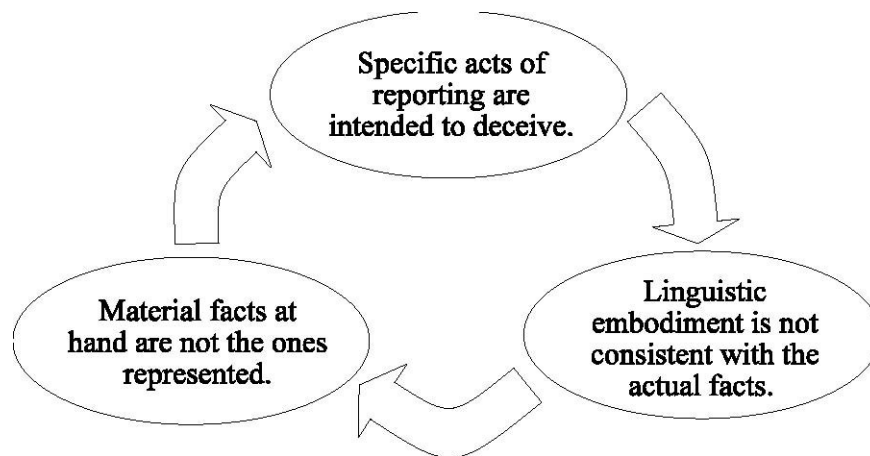 Specific acts of
reporting are
intended to deceive.
Linguistic
embodiment is not
consistent with the
actual facts.
Material facts at
hand are not the ones
represented.